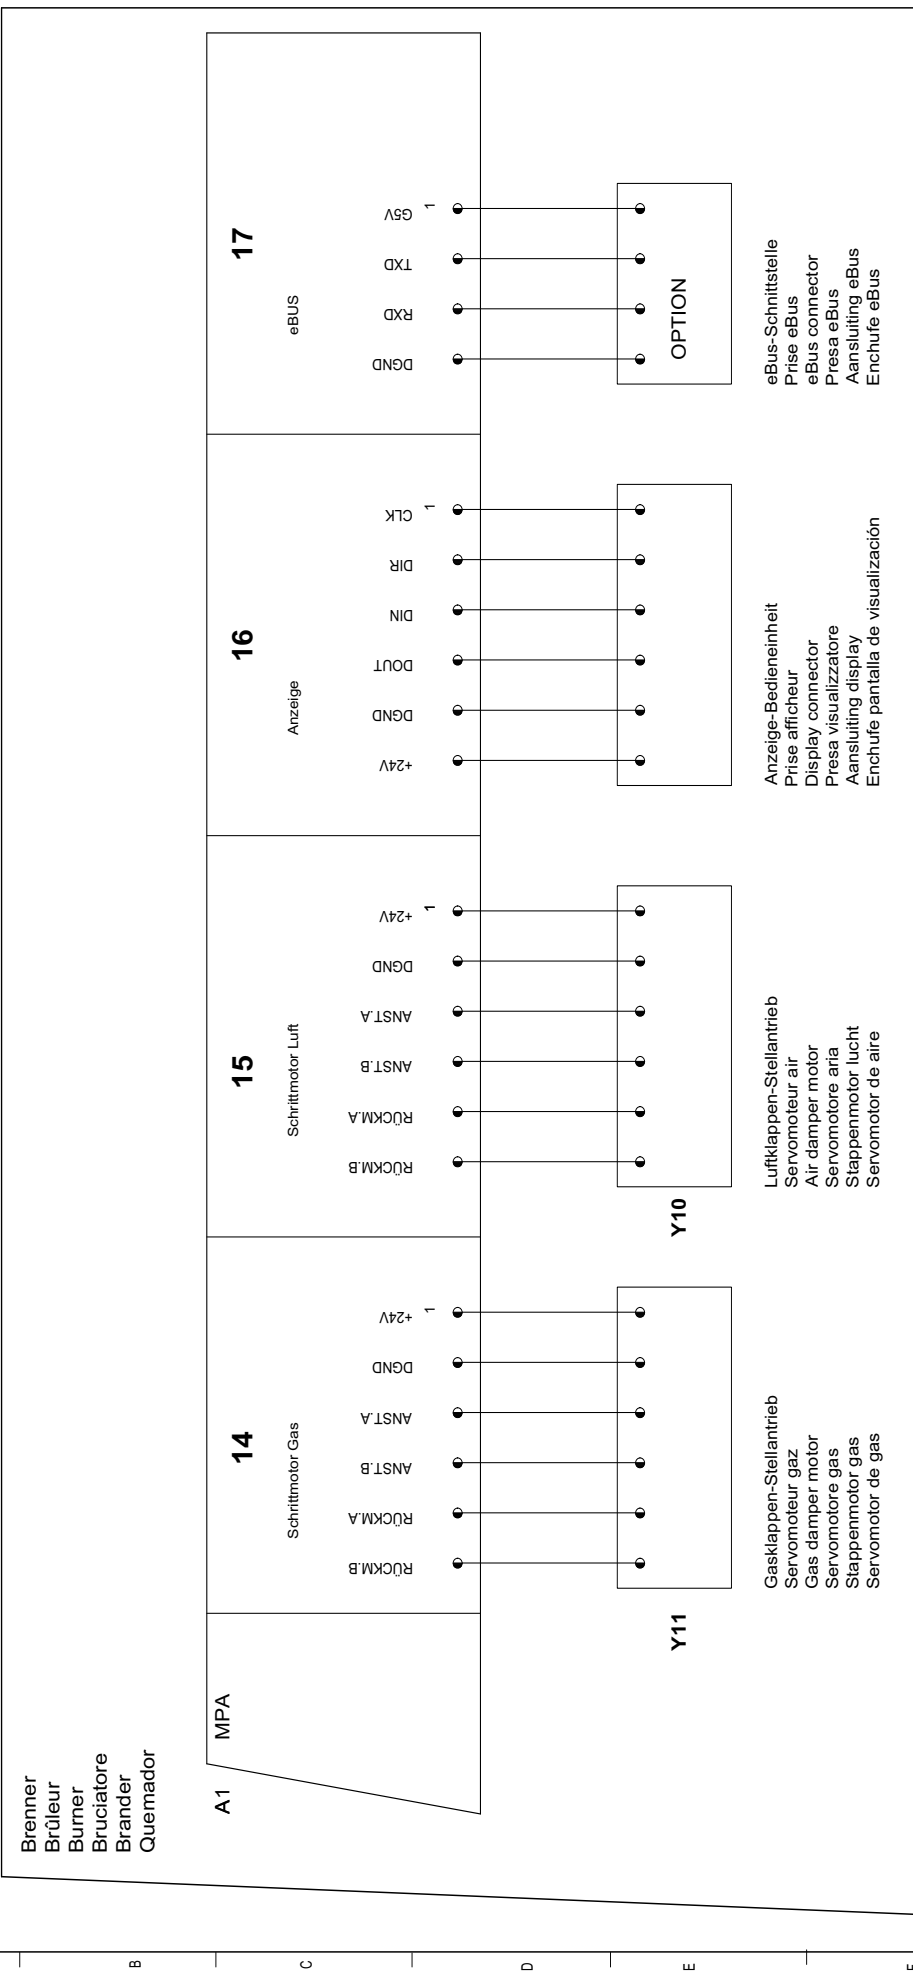 Brenner
Brûleur
Burner
Bruciatore
Brander
Quemador
A1
MPA
14
Schrittmotor Gas
RÜCKM.B
RÜCKM.A
ANST.B
ANST.A
DGND
+24V
1
15
Schrittmotor Luft
RÜCKM.B
RÜCKM.A
ANST.B
ANST.A
DGND
+24V
1
16
Anzeige
+24V
DGND
DOUT
DIN
DIR
CLK
1
17
eBUS
DGND
RXD
TXD
G5V
1
Y11
Y10
OPTION
Gasklappen-Stellantrieb
Servomoteur gaz
Gas damper motor
Servomotore gas
Stappenmotor gas
Servomotor de gas
Luftklappen-Stellantrieb
Servomoteur air
Air damper motor
Servomotore aria
Stappenmotor lucht
Servomotor de aire
Anzeige-Bedieneinheit
Prise afficheur
Display connector
Presa visualizzatore
Aansluiting display
Enchufe pantalla de visualización
eBus-Schnittstelle
Prise eBus
eBus connector
Presa eBus
Aansluiting eBus
Enchufe eBus
B
C
D
E